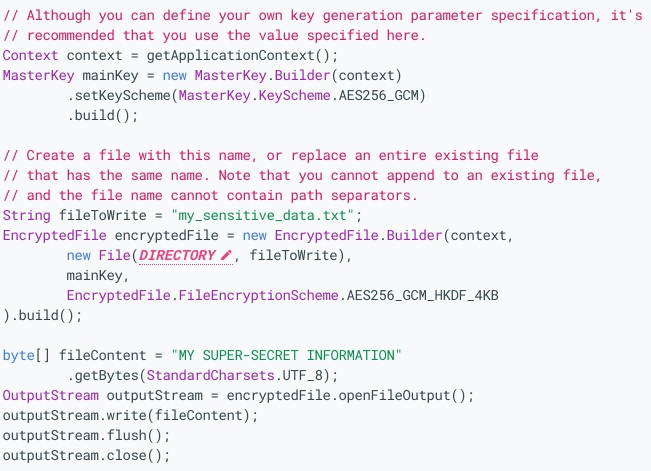 // Although you can define your own key generation parameter specification, it's
// recommended that you use the value specified here.
Context context = getApplicationContext();
MasterKey mainKey = new MasterKey.Builder(context)
        .setKeyScheme(MasterKey.KeyScheme.AES256_GCM)
        .build();

// Create a file with this name, or replace an entire existing file
// that has the same name. Note that you cannot append to an existing file,
// and the file name cannot contain path separators.
String fileToWrite = "my_sensitive_data.txt";
EncryptedFile encryptedFile = new EncryptedFile.Builder(context,
        new File(DIRECTORY, fileToWrite),
        mainKey,
        EncryptedFile.FileEncryptionScheme.AES256_GCM_HKDF_4KB
).build();

byte[] fileContent = "MY SUPER-SECRET INFORMATION"
        .getBytes(StandardCharsets.UTF_8);
OutputStream outputStream = encryptedFile.openFileOutput();
outputStream.write(fileContent);
outputStream.flush();
outputStream.close();